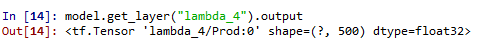 In [14]: model.get_layer("lambda_4").output
Out[14]: <tf.Tensor 'lambda_4/Prod:0' shape=(?, 500) dtype=float32>